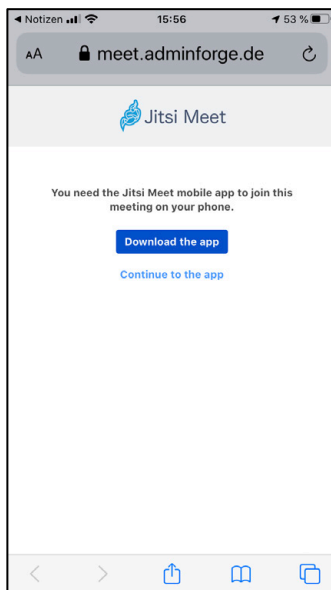 Notizen
15:56
53 %
AA
meet.adminforge.de
Jitsi Meet
You need the Jitsi Meet mobile app to join this
meeting on your phone.
Download the app
Continue to the app